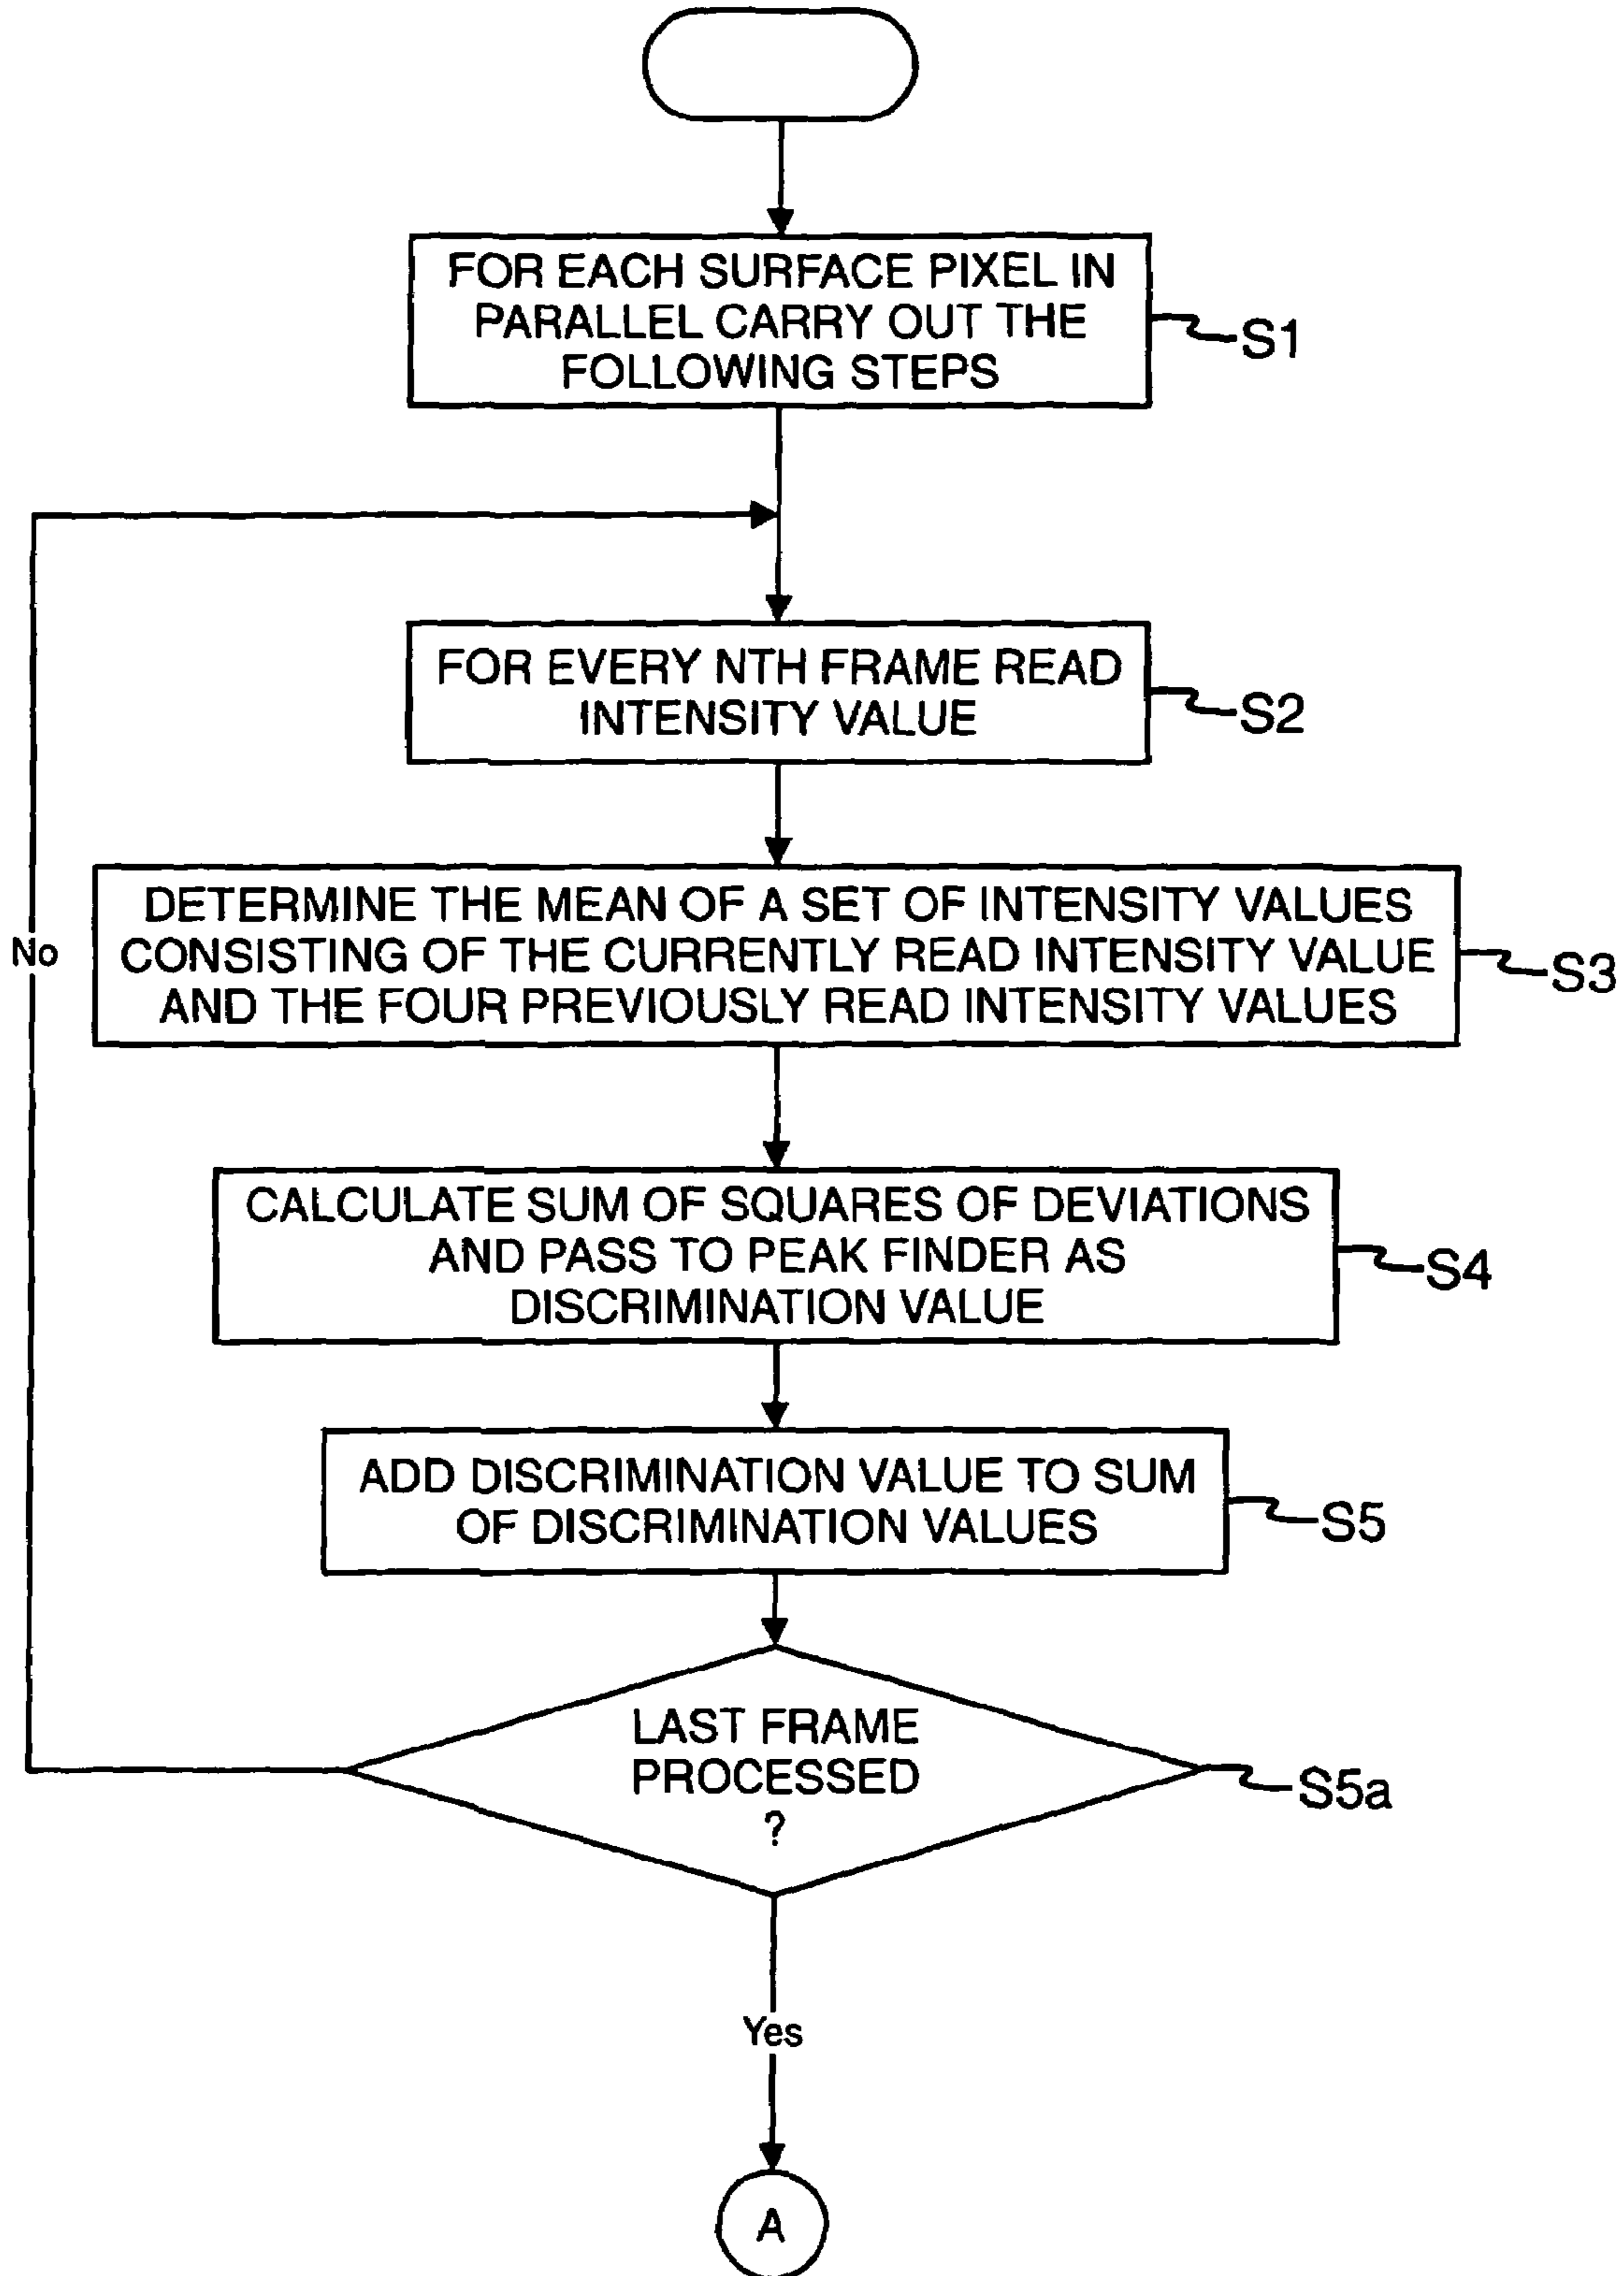 FOR EACH SURFACE PIXEL IN
PARALLEL CARRY OUT THE
FOLLOWING STEPS
S1
FOR EVERY NTH FRAME READ
INTENSITY VALUE
S2
DETERMINE THE MEAN OF A SET OF INTENSITY VALUES
CONSISTING OF THE CURRENTLY READ INTENSITY VALUE
AND THE FOUR PREVIOUSLY READ INTENSITY VALUES
S3
No
CALCULATE SUM OF SQUARES OF DEVIATIONS
AND PASS TO PEAK FINDER AS
DISCRIMINATION VALUE
S4
ADD DISCRIMINATION VALUE TO SUM
OF DISCRIMINATION VALUES
S5
LAST FRAME
PROCESSED
?
S5a
Yes
A